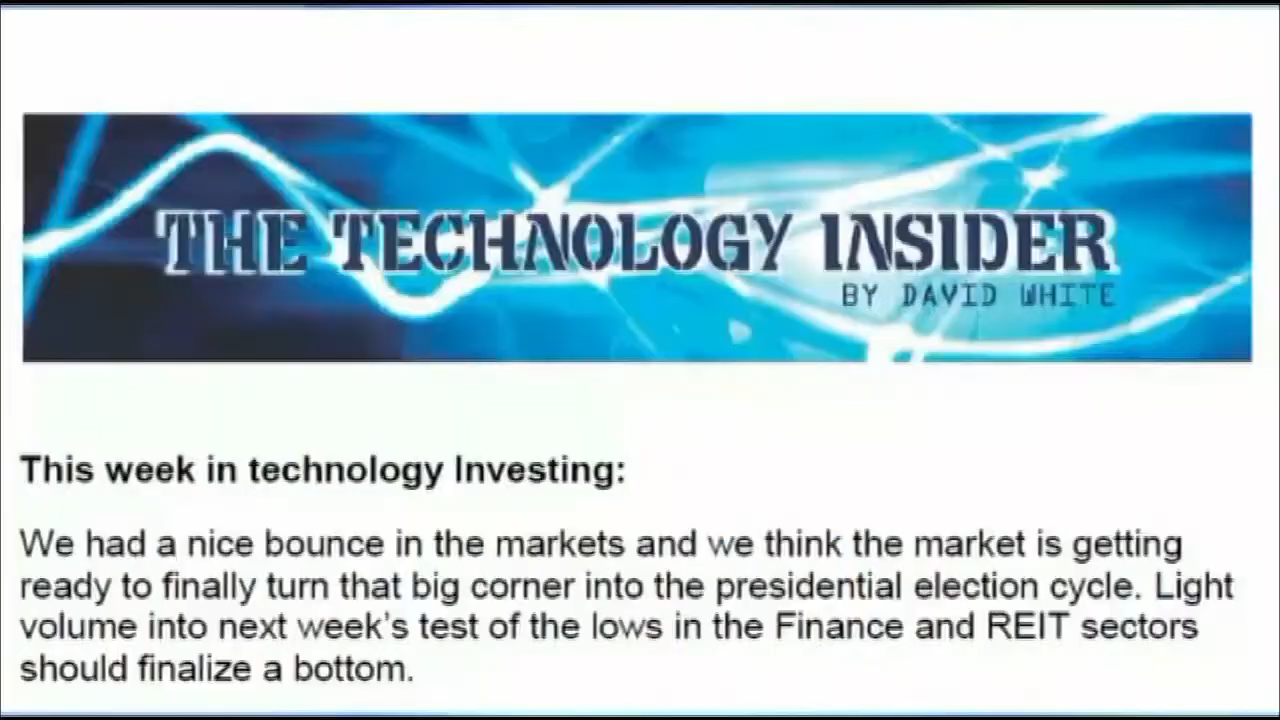 THE TECHNOLOGY INSIDER
BY DAVID WHITE
This week in technology Investing:
We had a nice bounce in the markets and we think the market is getting
ready to finally turn that big corner into the presidential election cycle. Light
volume into next week's test of the lows in the Finance and REIT sectors
should finalize a bottom.